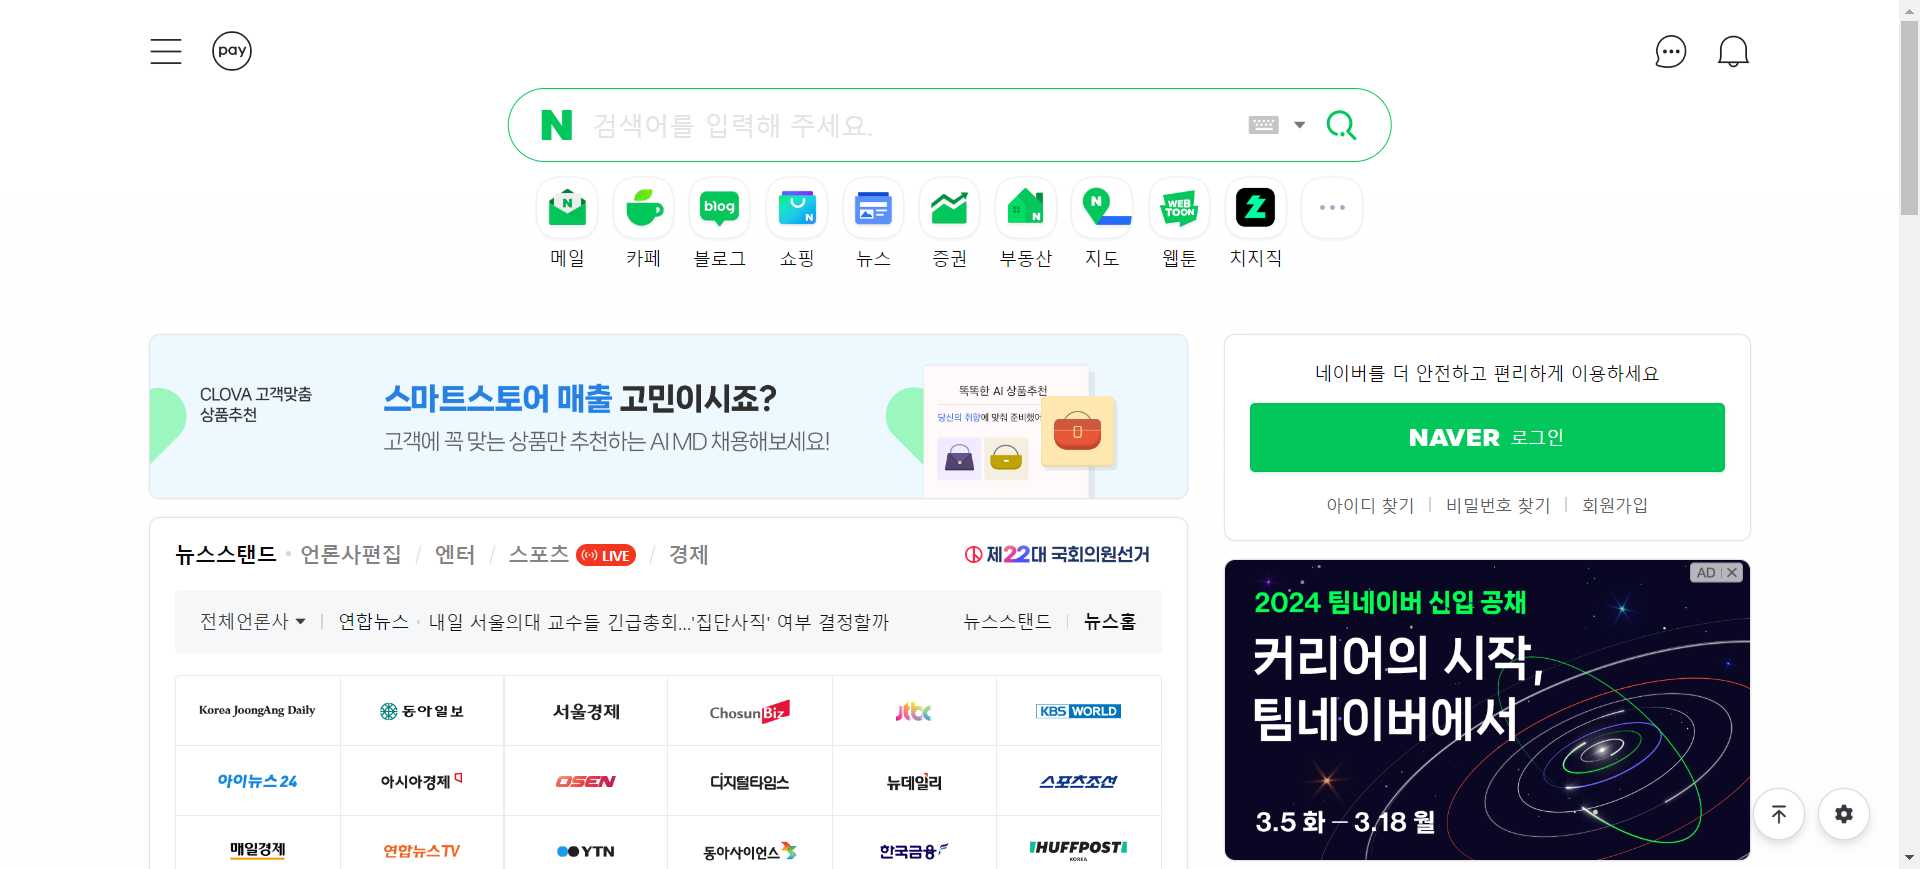 pay
N 검색어를 입력해 주세요.
N
blog
N
N
N
WEB
TOON
메일 카페 블로그 쇼핑 뉴스 증권 부동산 지도 웹툰 치지직
CLOVA 고객맞춤
상품추천
스마트스토어 매출 고민이시죠?
고객에 꼭 맞는 상품만 추천하는 AI MD 채용해보세요!
똑똑한 AI 상품추천
당신의 취향에 맞춰 준비했어
네이버를 더 안전하고 편리하게 이용하세요
NAVER 로그인
아이디 찾기 비밀번호 찾기 회원가입
뉴스스탠드 언론사편집 엔터 스포츠 LIVE 경제
제22대 국회의원선거
전체언론사 연합뉴스 내일 서울의대 교수들 긴급총회...'집단사직' 여부 결정할까 뉴스스탠드 뉴스홈
Korea JoongAng Daily 동아일보 서울경제 ChosunBiz jtbc KBS WORLD
아이뉴스24 아시아경제 OSEN 디지털타임스 뉴데일리 스포츠조선
매일경제 연합뉴스TV YTN 동아사이언스 한국금융 HUFFPOST
KOREA
AD
2024 팀네이버 신입 공채
커리어의 시작,
팀네이버에서
3.5 화 – 3.18 월